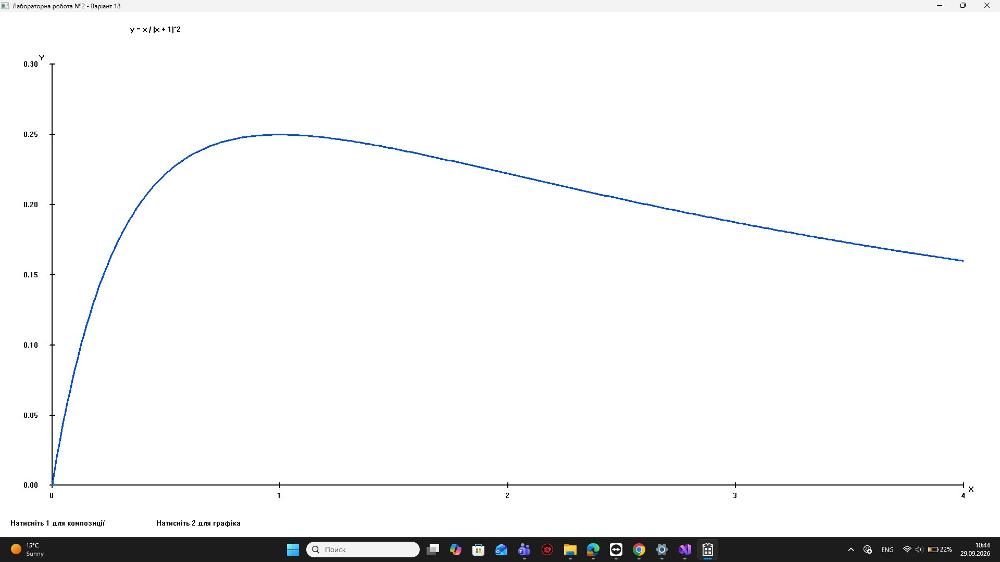 Лабораторна робота №2 - Варіант 18
y = x / (x + 1)^2
Y
0.30
0.25
0.20
0.15
0.10
0.05
0.00
0 1 2 3 4 X
Натисніть 1 для композиції Натисніть 2 для графіка
15°C
Sunny
Поиск
ENG
22%
10:44
29.09.2026